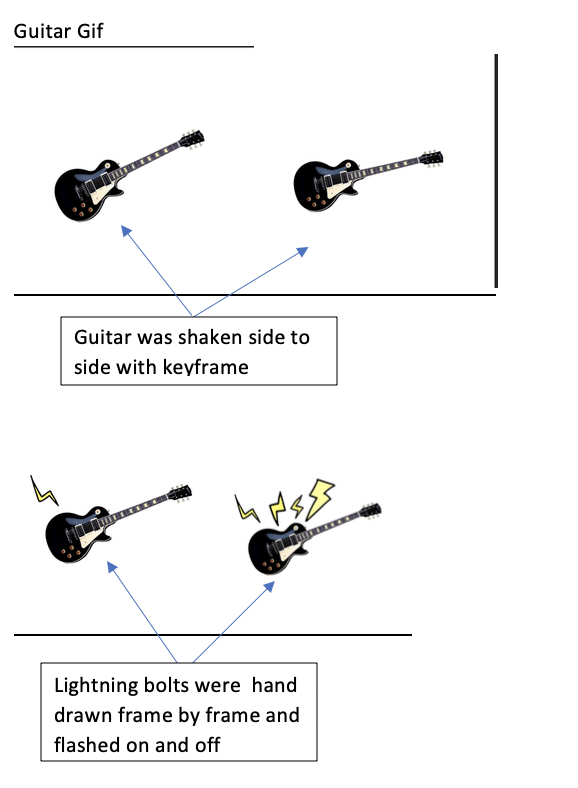 Guitar Gif
Guitar was shaken side to
side with keyframe
Lightning bolts were  hand
drawn frame by frame and
flashed on and off